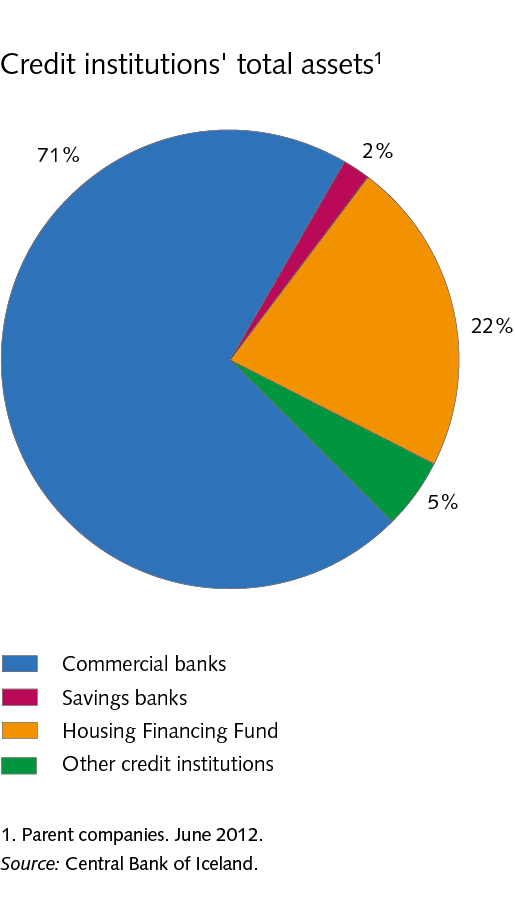 Credit institutions' total assets¹
71%
2%
22%
5%
Commercial banks
Savings banks
Housing Financing Fund
Other credit institutions
1. Parent companies. June 2012.
Source: Central Bank of Iceland.